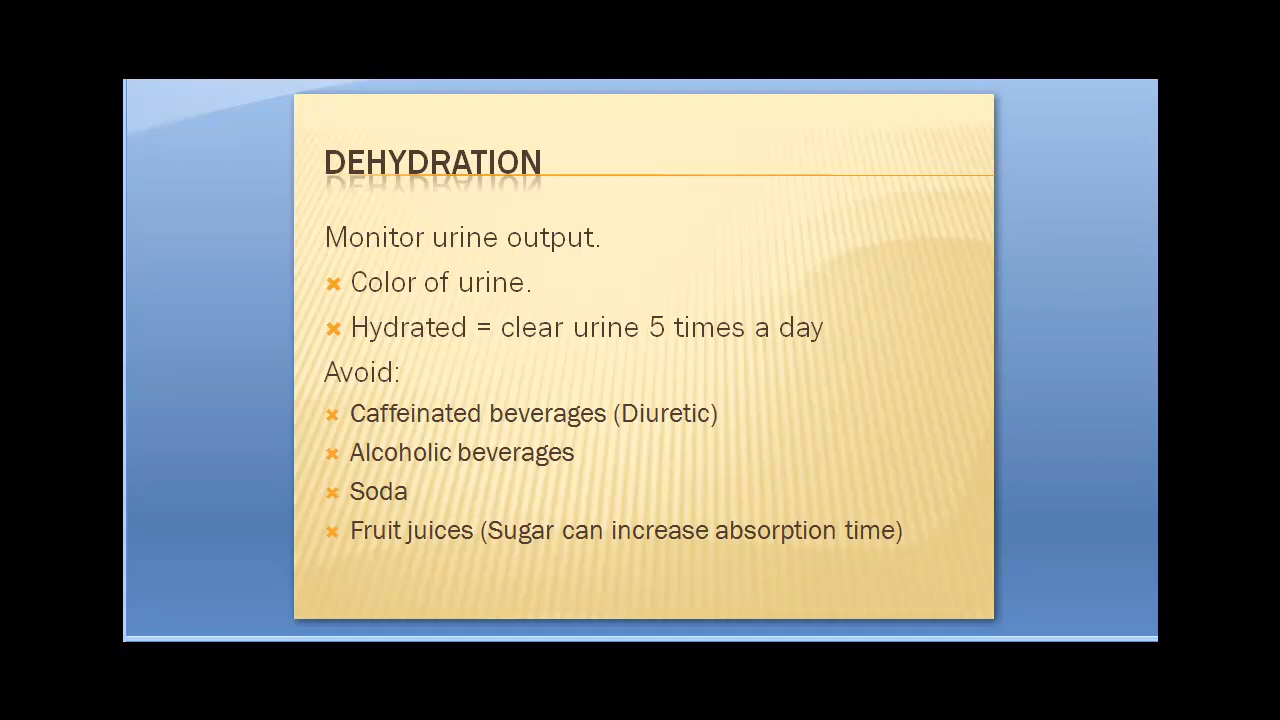 DEHYDRATION
Monitor urine output.
Color of urine.
Hydrated = clear urine 5 times a day
Avoid:
Caffeinated beverages (Diuretic)
Alcoholic beverages
Soda
Fruit juices (Sugar can increase absorption time)